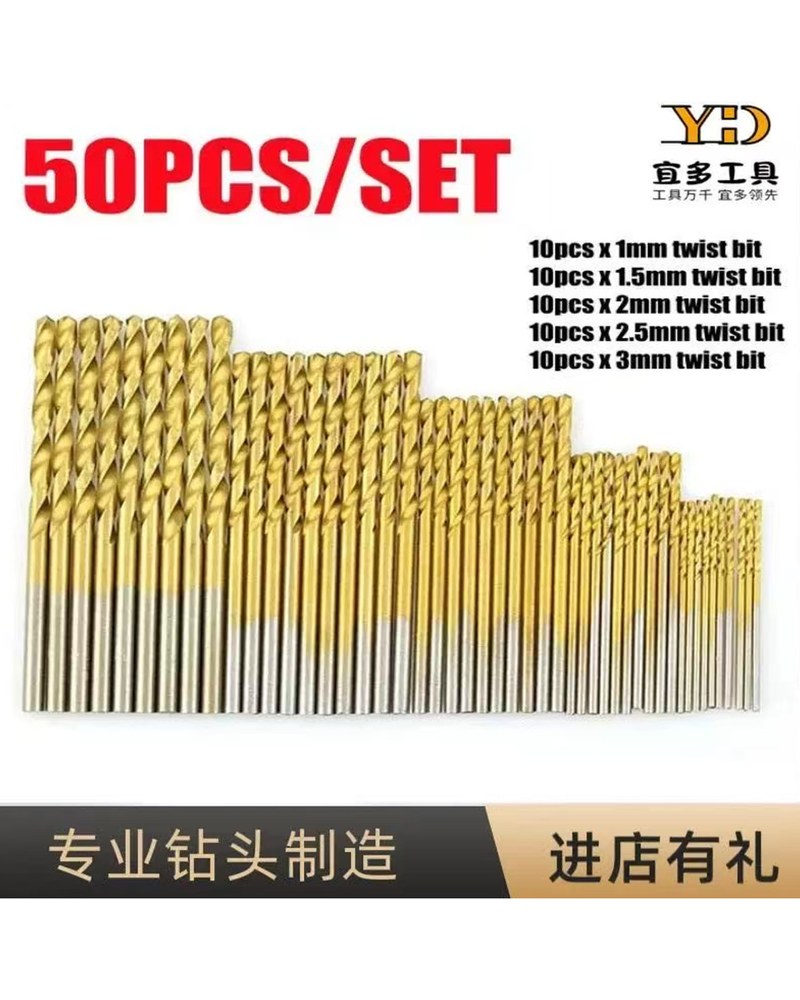 50PCS/SET
YHD
宜多工具
工具万千 宜多领先
10pcs x 1mm twist bit
10pcs x 1.5mm twist bit
10pcs x 2mm twist bit
10pcs x 2.5mm twist bit
10pcs x 3mm twist bit
专业钻头制造
进店有礼